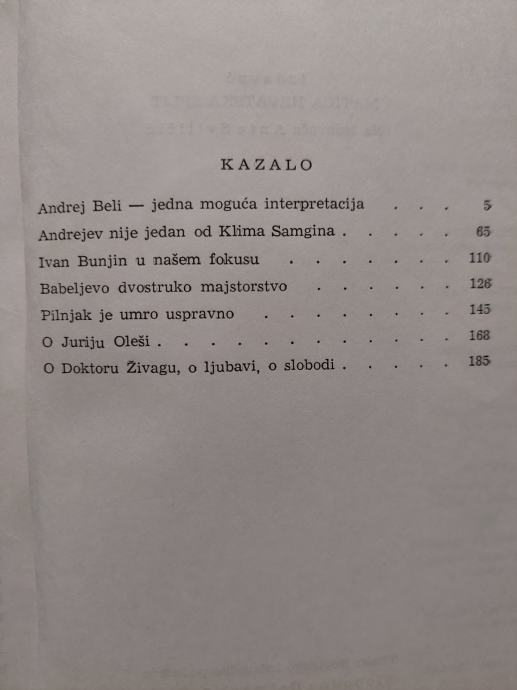 KAZALO
Andrej Beli — jedna moguća interpretacija . . . 5
Andrejev nije jedan od Klima Samgina . . . . . 65
Ivan Bunjin u našem fokusu . . . . . . 110
Babeljevo dvostruko majstorstvo . . . . . 126
Pilnjak je umro uspravno . . . . . . . 145
O Juriju Oleši . . . . . . . . . . . . 168
O Doktoru Živagu, o ljubavi, o slobodi . . . . . 185